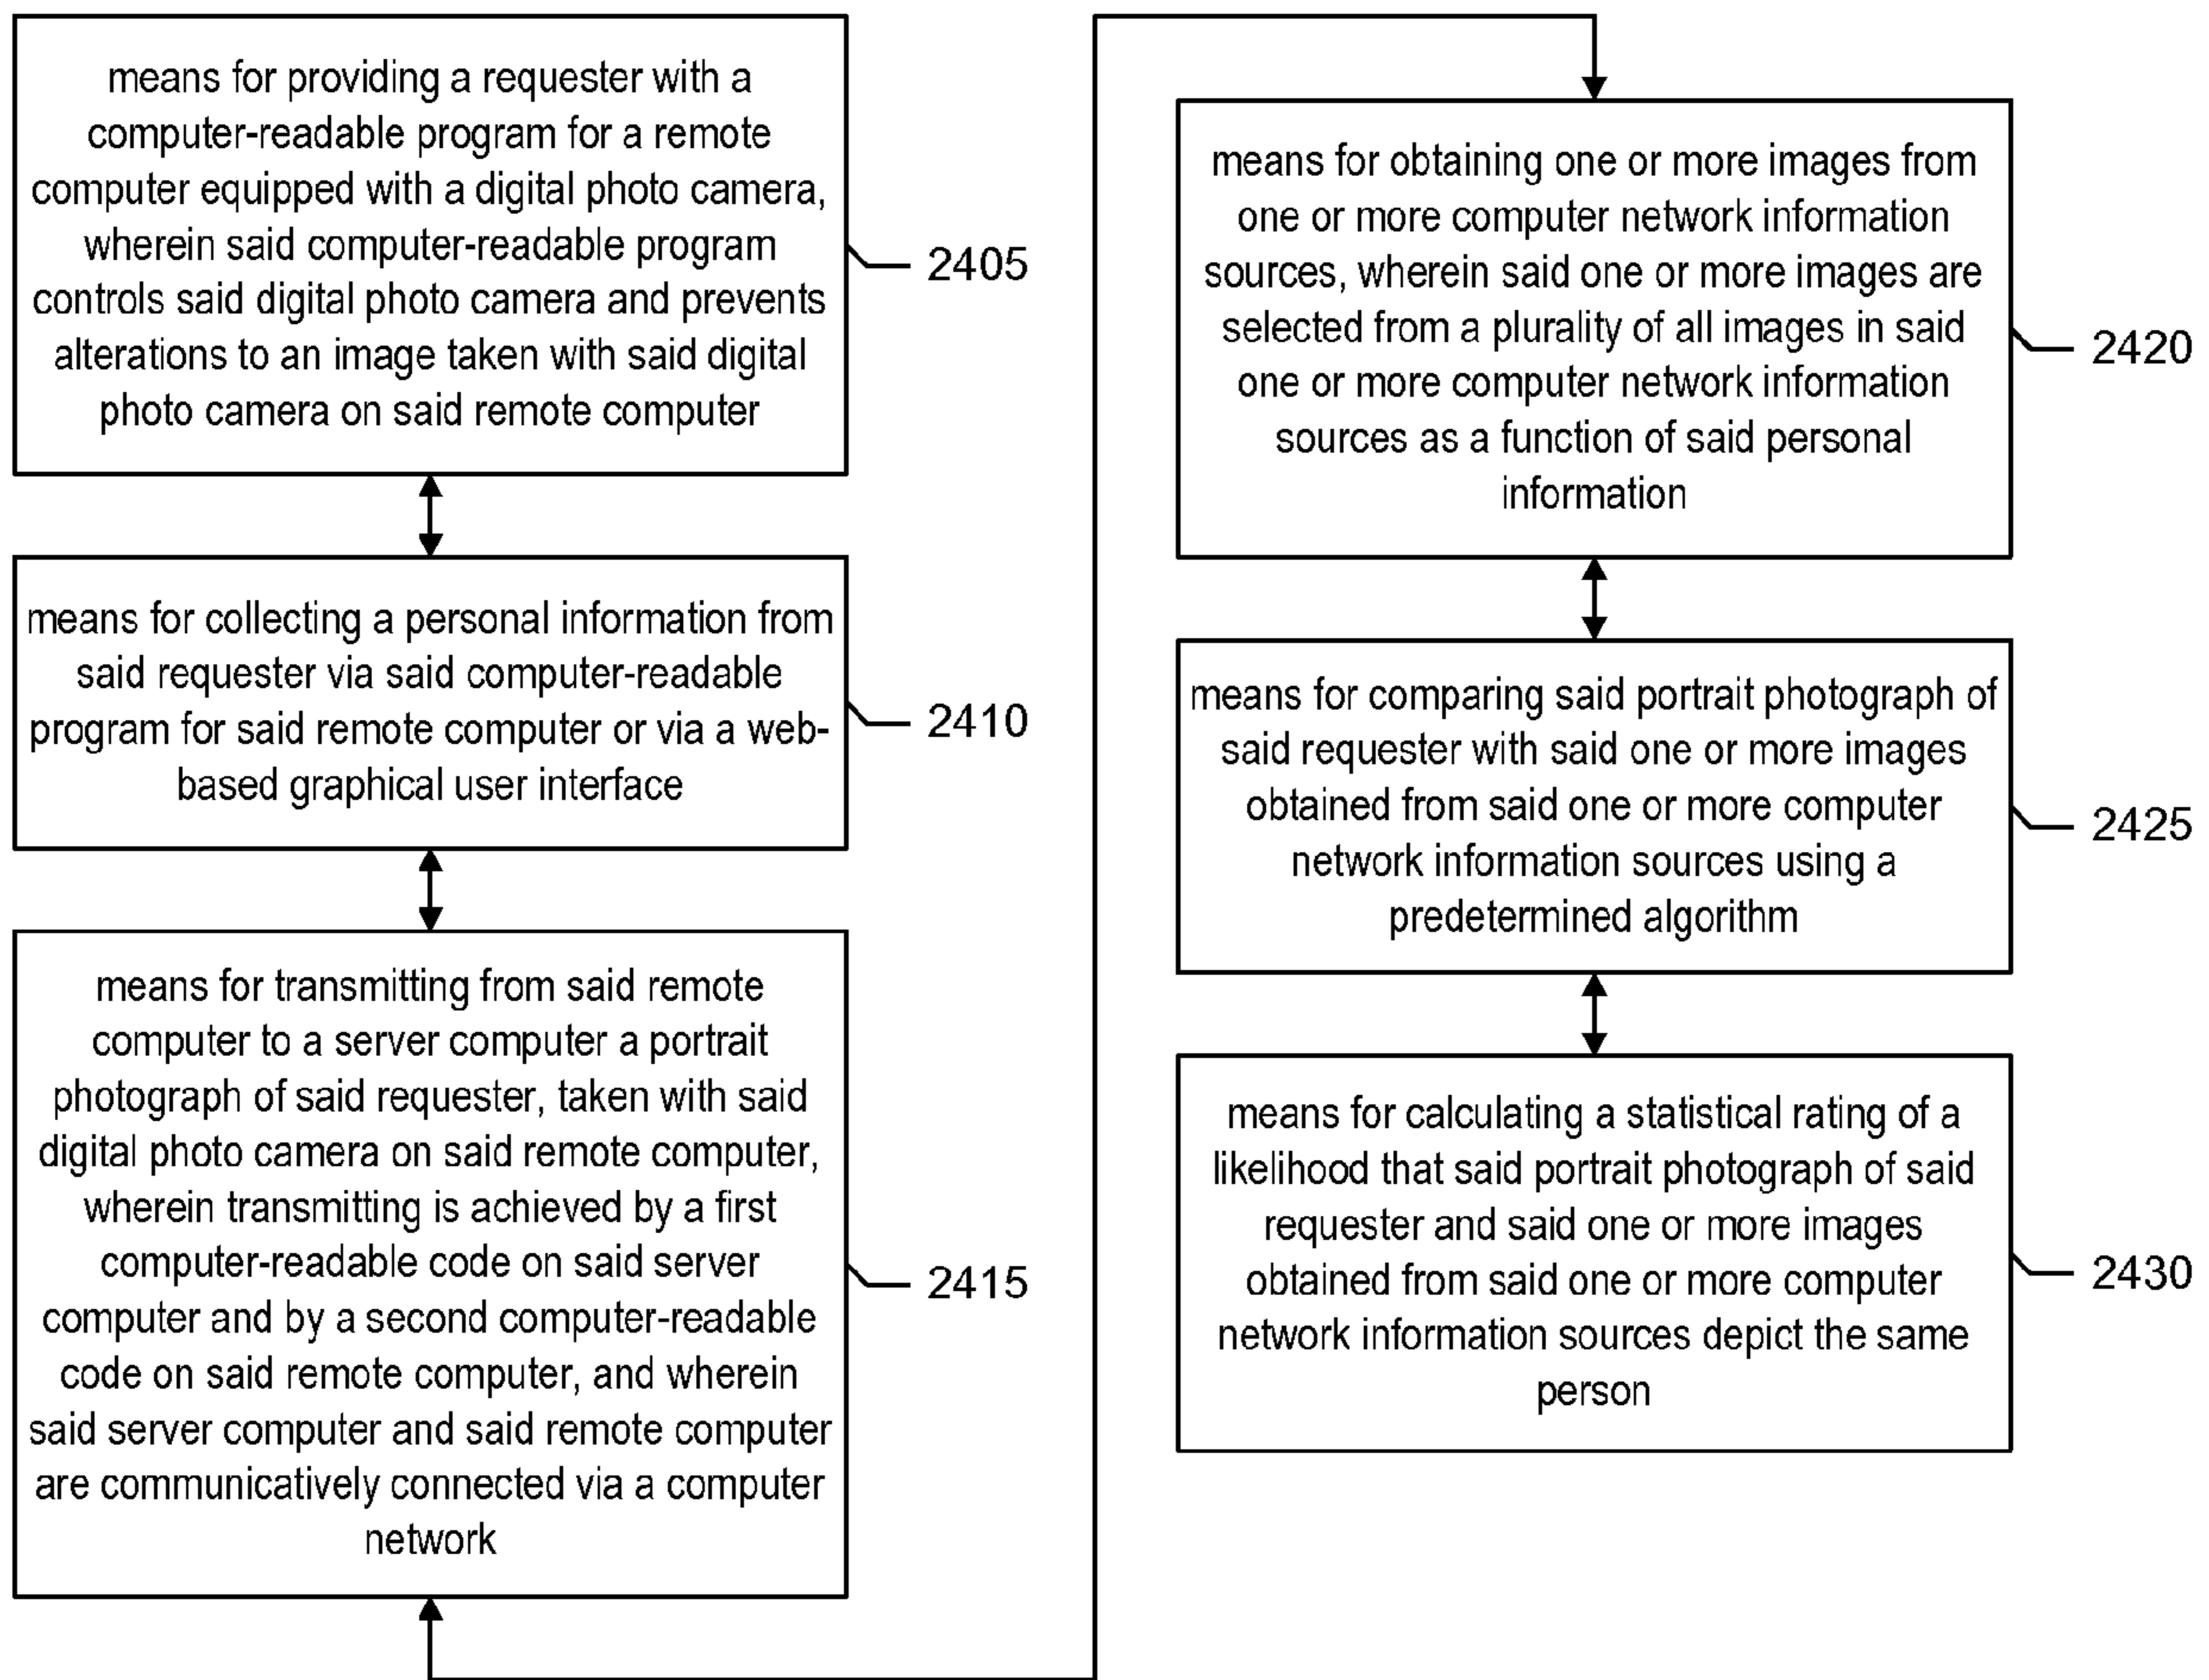 means for providing a requester with a
computer-readable program for a remote
computer equipped with a digital photo camera,
wherein said computer-readable program
controls said digital photo camera and prevents
alterations to an image taken with said digital
photo camera on said remote computer
2405
means for collecting a personal information from
said requester via said computer-readable
program for said remote computer or via a web-
based graphical user interface
2410
means for transmitting from said remote
computer to a server computer a portrait
photograph of said requester, taken with said
digital photo camera on said remote computer,
wherein transmitting is achieved by a first
computer-readable code on said server
computer and by a second computer-readable
code on said remote computer, and wherein
said server computer and said remote computer
are communicatively connected via a computer
network
2415
means for obtaining one or more images from
one or more computer network information
sources, wherein said one or more images are
selected from a plurality of all images in said
one or more computer network information
sources as a function of said personal
information
2420
means for comparing said portrait photograph of
said requester with said one or more images
obtained from said one or more computer
network information sources using a
predetermined algorithm
2425
means for calculating a statistical rating of a
likelihood that said portrait photograph of said
requester and said one or more images
obtained from said one or more computer
network information sources depict the same
person
2430